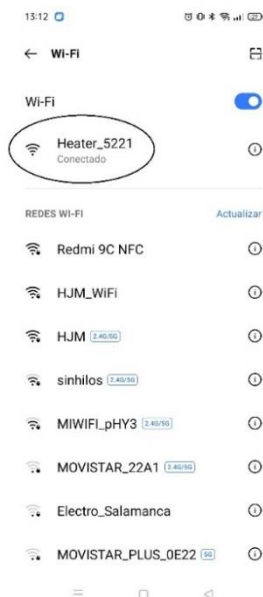 13:12
Wi-Fi
Wi-Fi
Heater_5221
Conectado
REDES WI-FI Actualizar
Redmi 9C NFC
HJM_WiFi
HJM 2.4G/5G
sinhilos 2.4G/5G
MIWIFI_pHY3 2.4G/5G
MOVISTAR_22A1 2.4G/5G
Electro_Salamanca
MOVISTAR_PLUS_0E22 5G